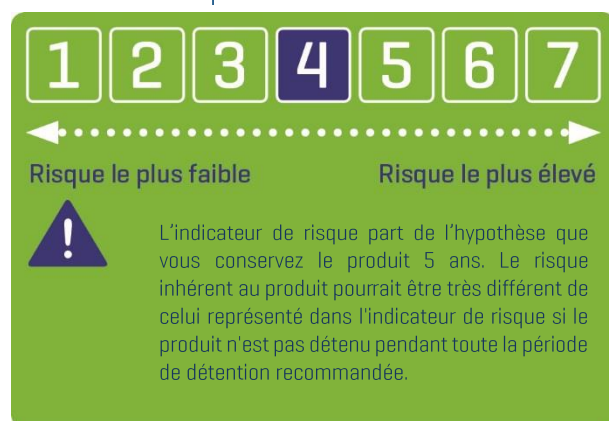 1 2 3 4 5 6 7
Risque le plus faible Risque le plus élevé
!
L'indicateur de risque part de l'hypothèse que
vous conservez le produit 5 ans. Le risque
inhérent au produit pourrait être très différent de
celui représenté dans l'indicateur de risque si le
produit n'est pas détenu pendant toute la période
de détention recommandée.